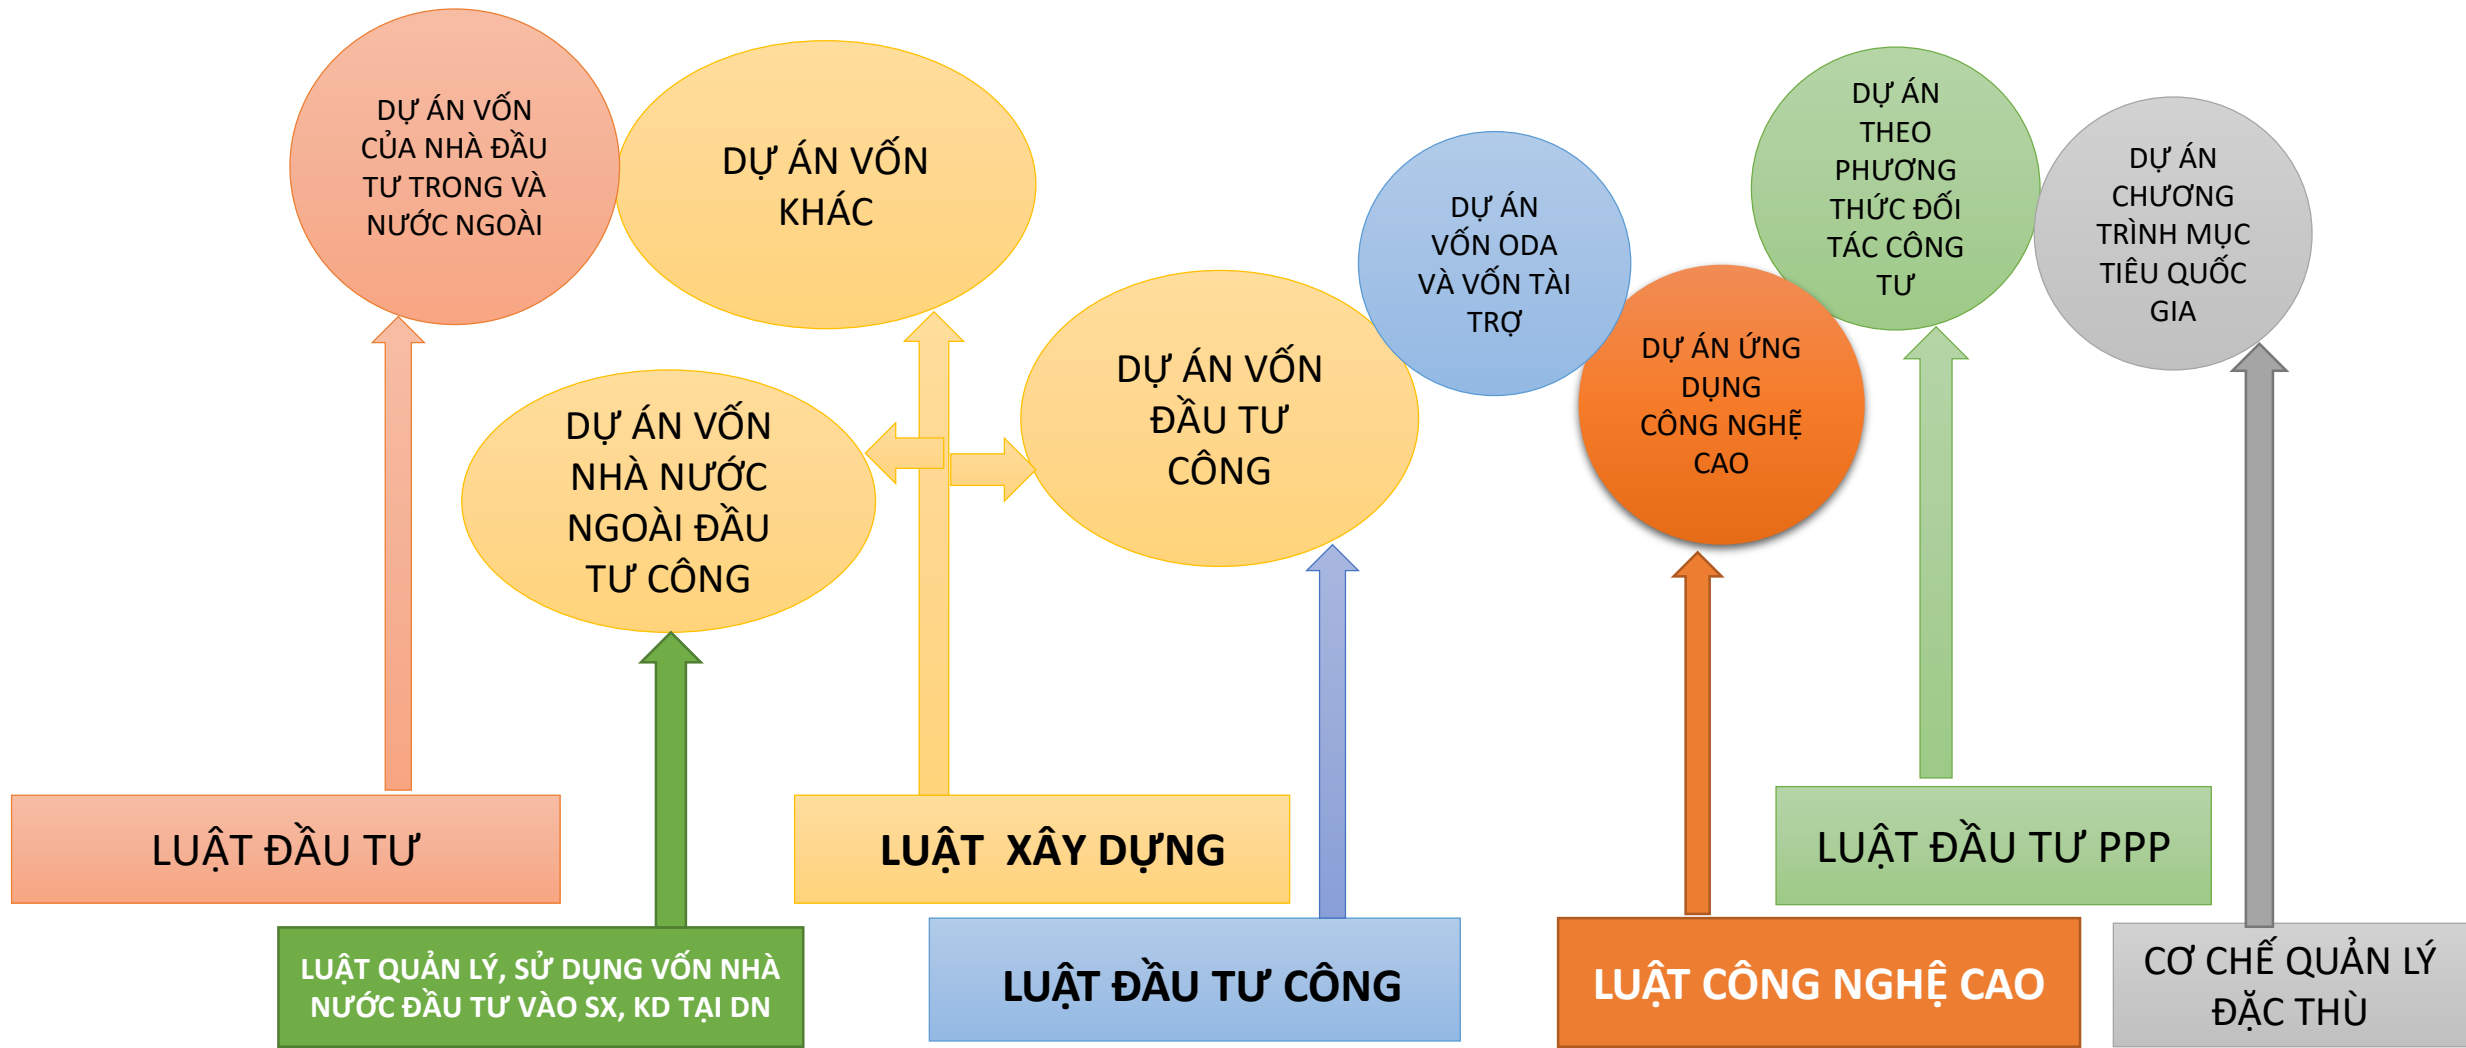 DỰ ÁN VỐN
CỦA NHÀ ĐẦU
TƯ TRONG VÀ
NƯỚC NGOÀI
DỰ ÁN VỐN
KHÁC
DỰ ÁN VỐN
NHÀ NƯỚC
NGOÀI ĐẦU
TƯ CÔNG
DỰ ÁN VỐN
ĐẦU TƯ
CÔNG
DỰ ÁN
VỐN ODA
VÀ VỐN TÀI
TRỢ
DỰ ÁN ỨNG
DỤNG
CÔNG NGHỆ
CAO
DỰ ÁN
THEO
PHƯƠNG
THỨC ĐỐI
TÁC CÔNG
TƯ
DỰ ÁN
CHƯƠNG
TRÌNH MỤC
TIÊU QUỐC
GIA
LUẬT ĐẦU TƯ
LUẬT QUẢN LÝ, SỬ DỤNG VỐN NHÀ
NƯỚC ĐẦU TƯ VÀO SX, KD TẠI DN
LUẬT  XÂY DỰNG
LUẬT ĐẦU TƯ CÔNG
LUẬT CÔNG NGHỆ CAO
LUẬT ĐẦU TƯ PPP
CƠ CHẾ QUẢN LÝ
ĐẶC THÙ